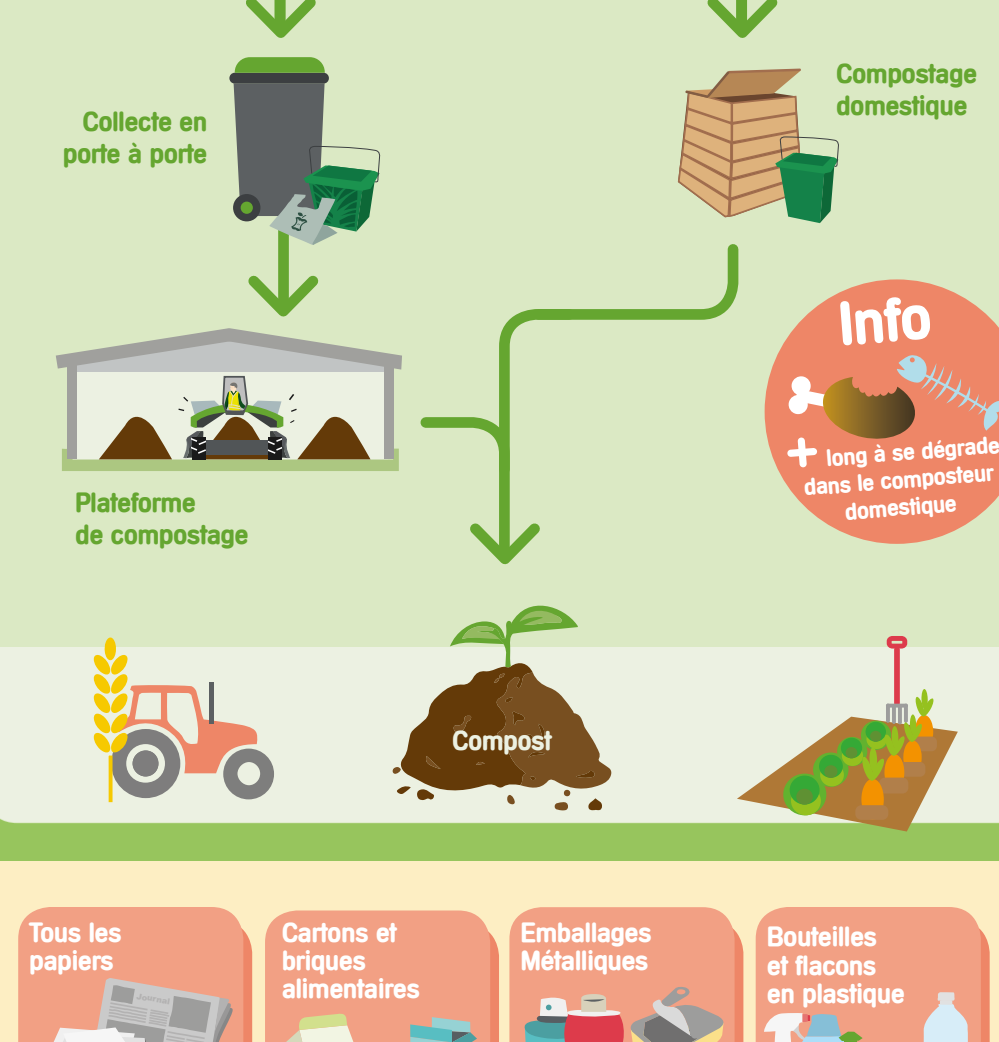 Collecte en
porte à porte
Compostage
domestique
Info
+ long à se dégrade
dans le composteur
domestique
Plateforme
de compostage
Compost
Tous les
papiers
Journal
Cartons et
briques
alimentaires
Emballages
Métalliques
Bouteilles
et flacons
en plastique